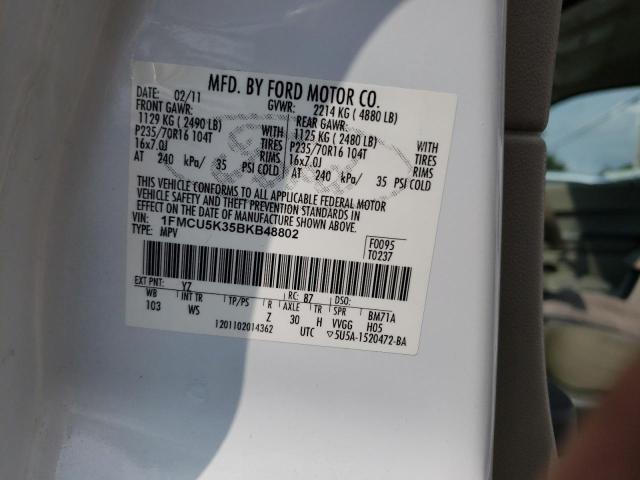 MFD. BY FORD MOTOR CO.
DATE: 02/11 GVWR: 2214 KG ( 4880 LB)
FRONT GAWR: REAR GAWR:
1129 KG ( 2490 LB) WITH 1125 KG ( 2480 LB) WITH
P235/70R16 104T TIRES P235/70R16 104T TIRES
16x7.0J RIMS 16x7.0J RIMS
AT 240 kPa/ 35 PSI COLD AT 240 kPa/ 35 PSI COLD
THIS VEHICLE CONFORMS TO ALL APPLICABLE FEDERAL MOTOR
VEHICLE SAFETY AND THEFT PREVENTION STANDARDS IN
EFFECT ON THE DATE OF MANUFACTURE SHOWN ABOVE.
VIN: 1FMCU5K35BKB48802 F0095
TYPE: MPV T0237
EXT PNT: YZ RC: B7 DSO:
WB INT TR TP/PS R AXLE TR SPR BM71A
103 WS Z 30 H VVGG H05
1201102014362 UTC ▽5U5A-1520472-BA